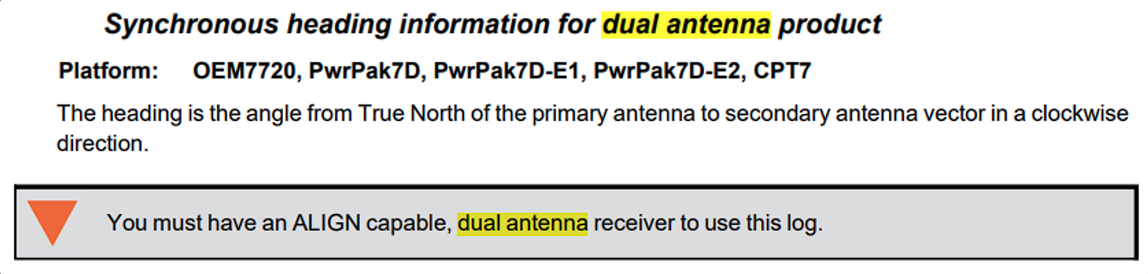 Synchronous heading information for dual antenna product
Platform: OEM7720, PwrPak7D, PwrPak7D-E1, PwrPak7D-E2, CPT7
The heading is the angle from True North of the primary antenna to secondary antenna vector in a clockwise
direction.
You must have an ALIGN capable, dual antenna receiver to use this log.